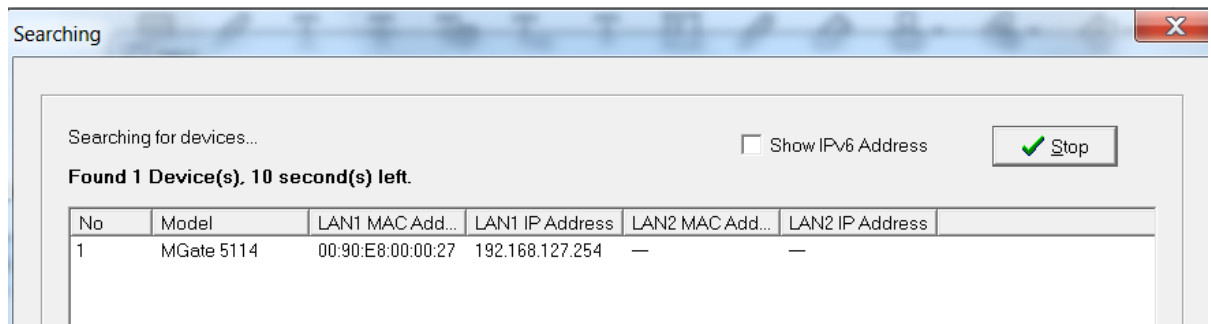 Searching
Searching for devices...
Show IPv6 Address
Stop
Found 1 Device(s), 10 second(s) left.
No Model LAN1 MAC Add... LAN1 IP Address LAN2 MAC Add... LAN2 IP Address
1 MGate 5114 00:90:E8:00:00:27 192.168.127.254 — —